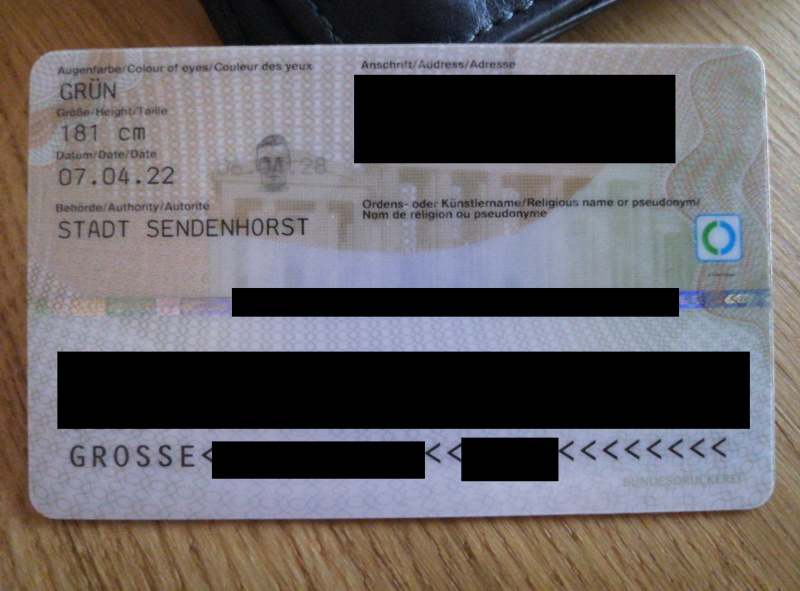 Augenfarbe/Colour of eyes/Couleur des yeux
GRÜN
Größe/Height/Taille
181 cm
Datum/Date/Date
07.04.22
Behörde/Authority/Autorité
STADT SENDENHORST
Anschrift/Address/Adresse
Ordens- oder Künstlername/Religious name or pseudonym/
Nom de religion ou pseudonyme
GROSSE< << <<<<<<<<
BUNDESDRUCKEREI